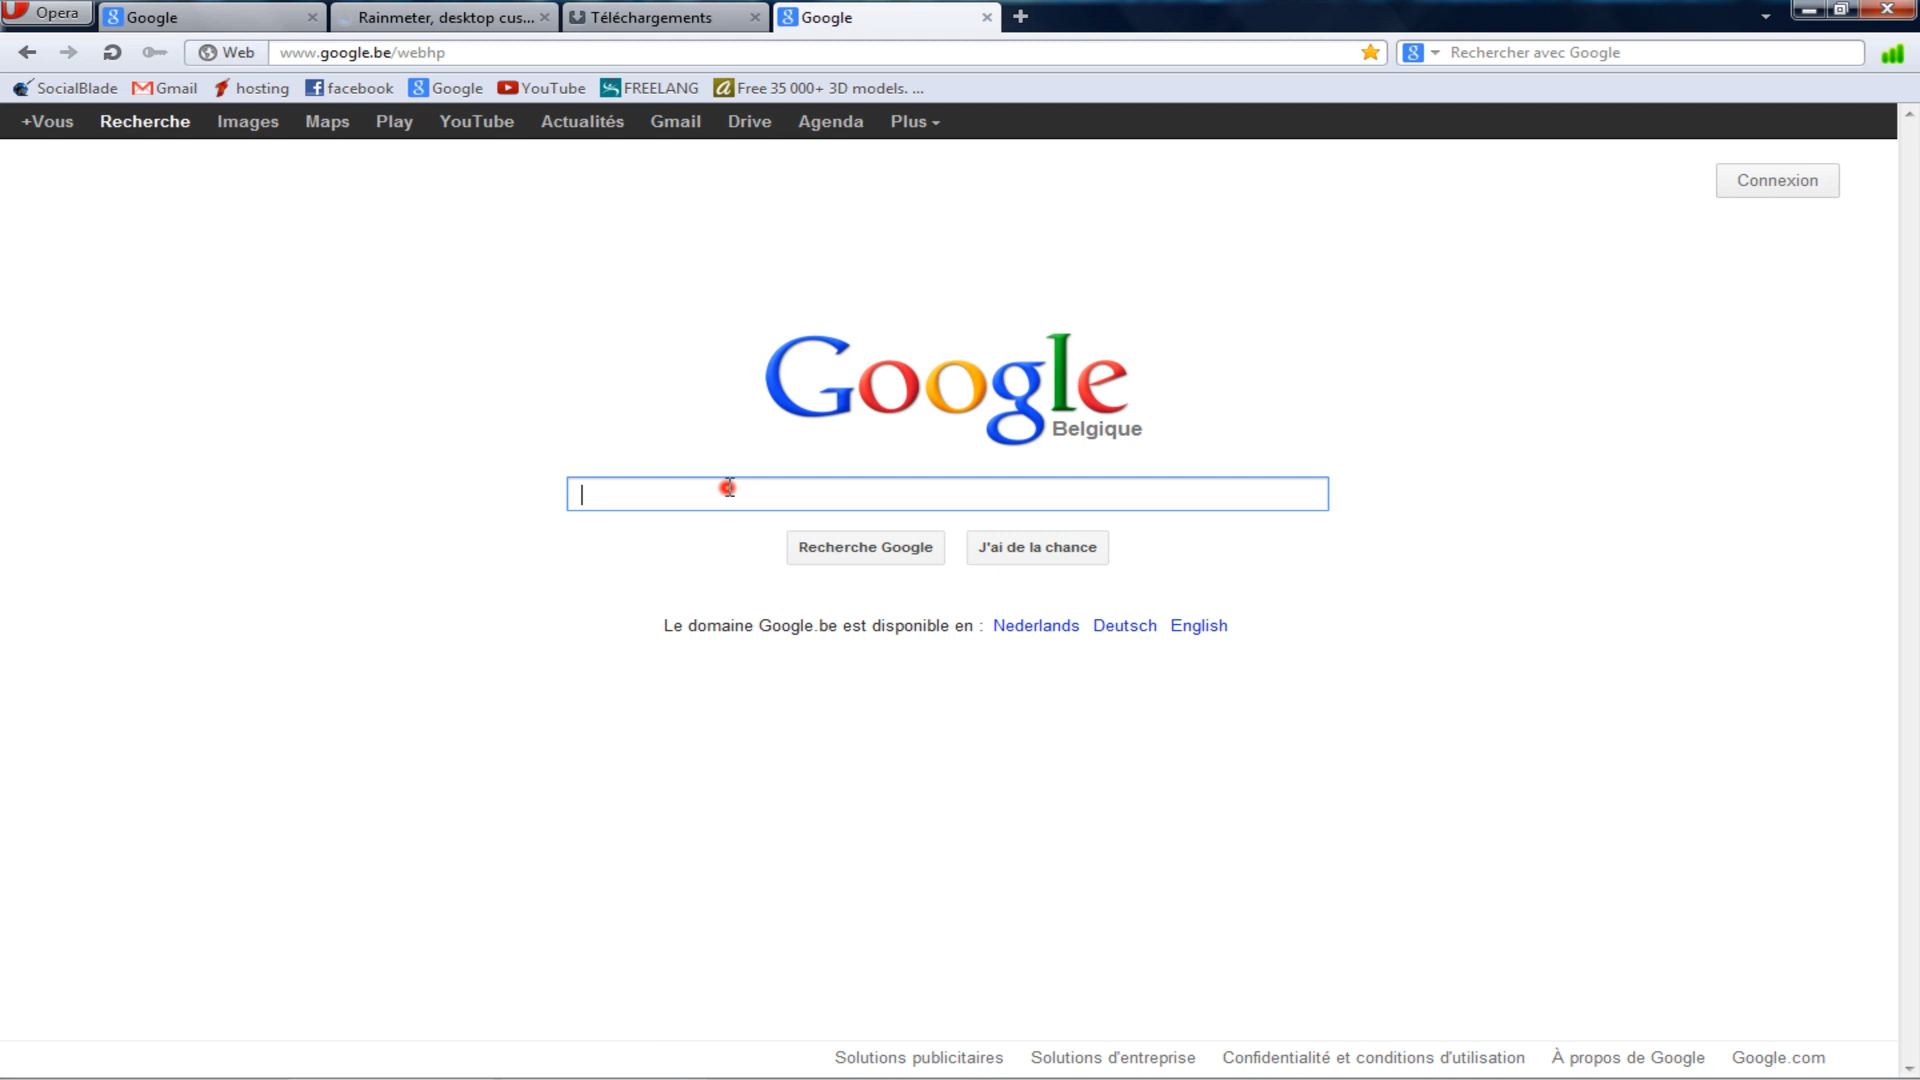 Opera Google Rainmeter, desktop cus... Téléchargements Google
Web www.google.be/webhp Rechercher avec Google
SocialBlade Gmail hosting facebook Google YouTube FREELANG Free 35 000+ 3D models. ...
+Vous Recherche Images Maps Play YouTube Actualités Gmail Drive Agenda Plus
Connexion
Google
Belgique
Recherche Google J'ai de la chance
Le domaine Google.be est disponible en : Nederlands Deutsch English
Solutions publicitaires Solutions d'entreprise Confidentialité et conditions d'utilisation À propos de Google Google.com